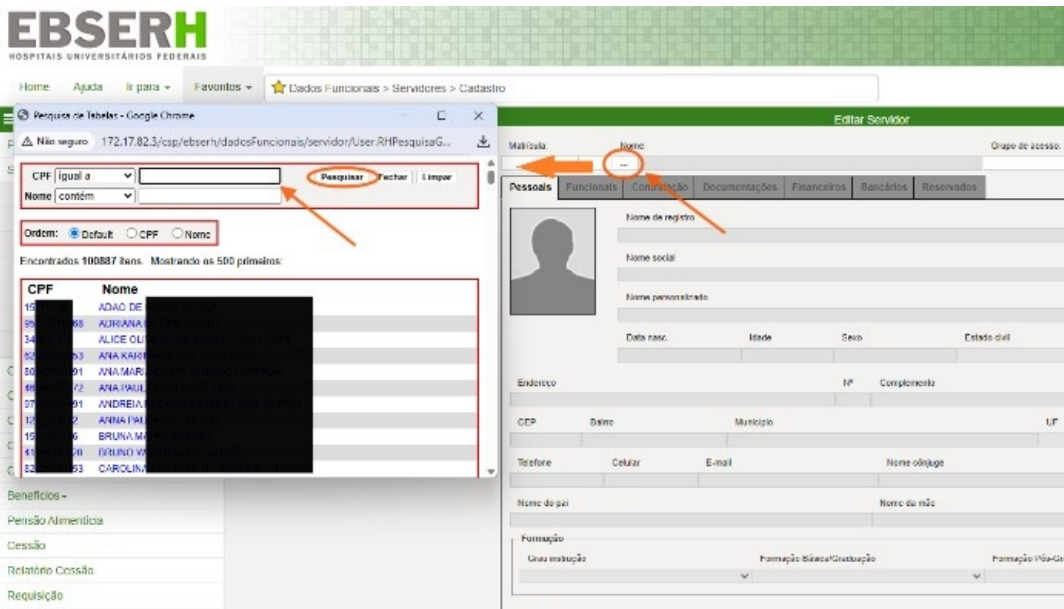 EBSERH
HOSPITAIS UNIVERSITÁRIOS FEDERAIS
Home Ajuda Ir para Favoritos Dados Funcionais > Servidores > Cadastro
Pesquisa de Tabelas - Google Chrome
Não seguro 172.17.82.3/csp/ebserh/dadosFuncionais/servidor/User.RHPesquisaG...
CPF igual a Pesquisar Fechar Limpar
Nome contém
Ordem: Default CPF Nome
Encontrados 100887 itens. Mostrando os 500 primeiros:
CPF Nome
ADAO DE
ADRIANA
ALICE
ANA
ANA
ANA
ANDREIA
ANNA
BRUNA
BRUNO
CAROLINA
Benefícios
Pensão Alimentícia
Cessão
Relatório Cessão
Requisição
Editar Servidor
Matrícula: Nome: Grupo de acesso:
... ...
Pessoais Funcionais Contratação Documentações Financeiros Bancários Reservados
Nome de registro
Nome social
Nome personalizado
Data nasc. Idade Sexo Estado civil
Endereço Nº Complemento
CEP Bairro Município UF
Telefone Celular E-mail Nome cônjuge
Nome do pai Nome da mãe
Formação
Grau instrução Formação Básica/Graduação